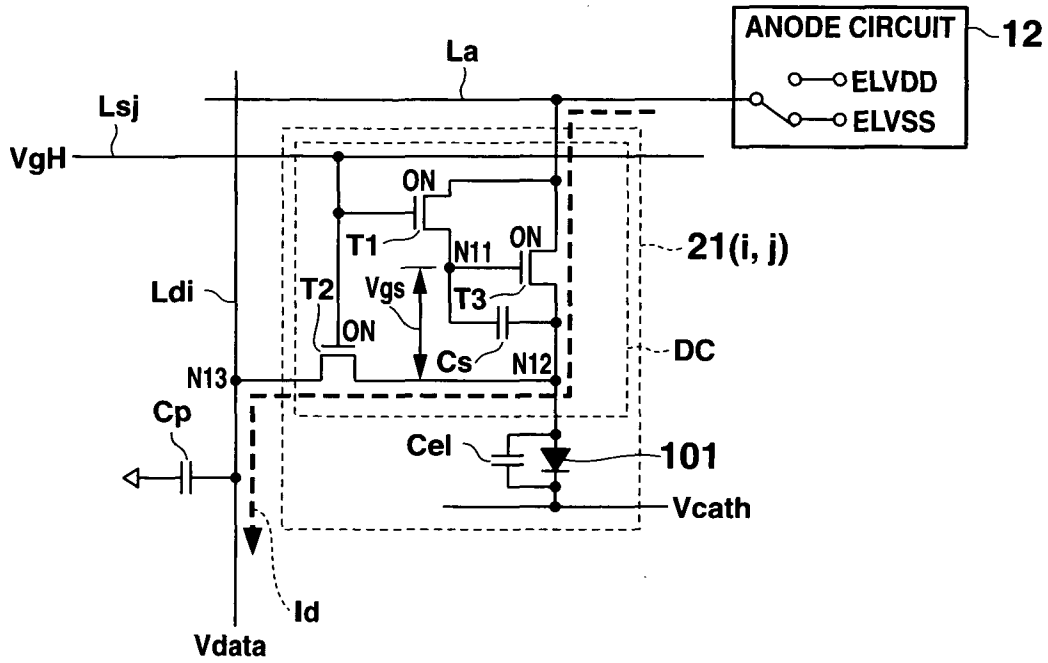 ANODE CIRCUIT
12
La
ELVDD
Lsj
ELVSS
VgH
ON
T1
ON
21(i, j)
N11
Ldi
T2
Vgs
T3
ON
Cs
DC
N12
N13
Cp
Cel
101
Vcath
Id
Vdata